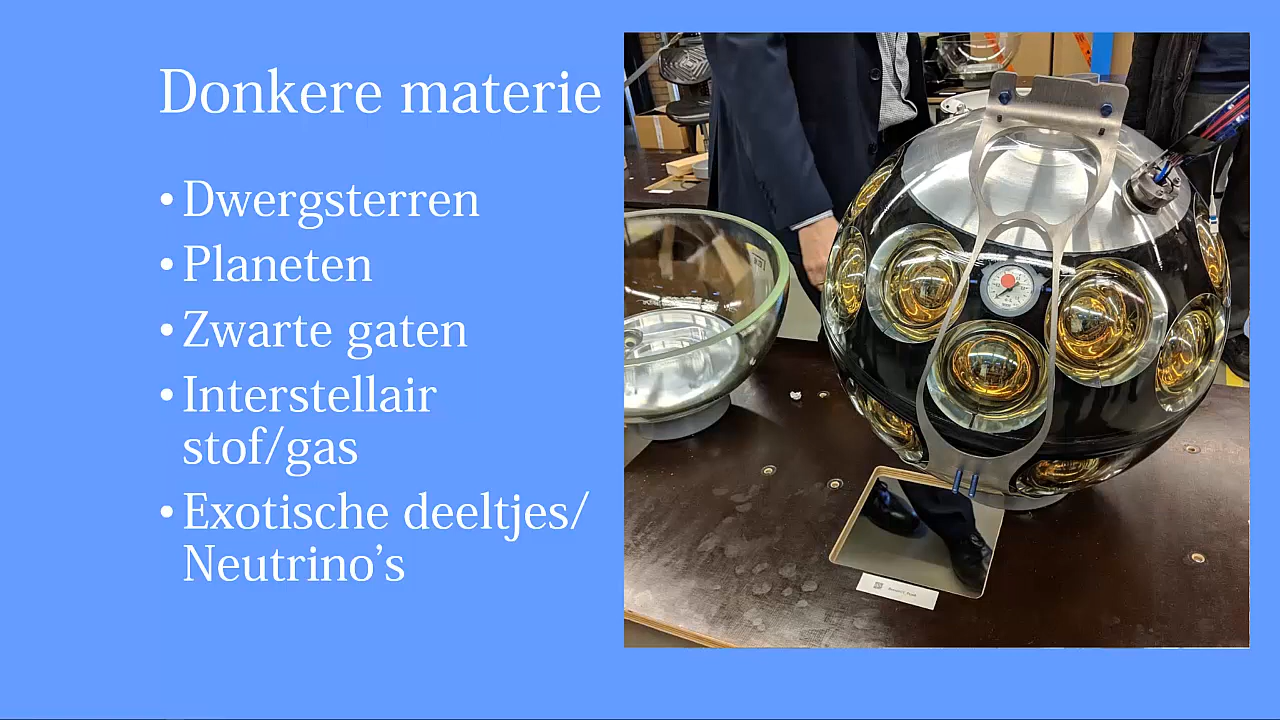 Donkere materie
• Dwergsterren
• Planeten
• Zwarte gaten
• Interstellair
stof/gas
• Exotische deeltjes/
Neutrino’s